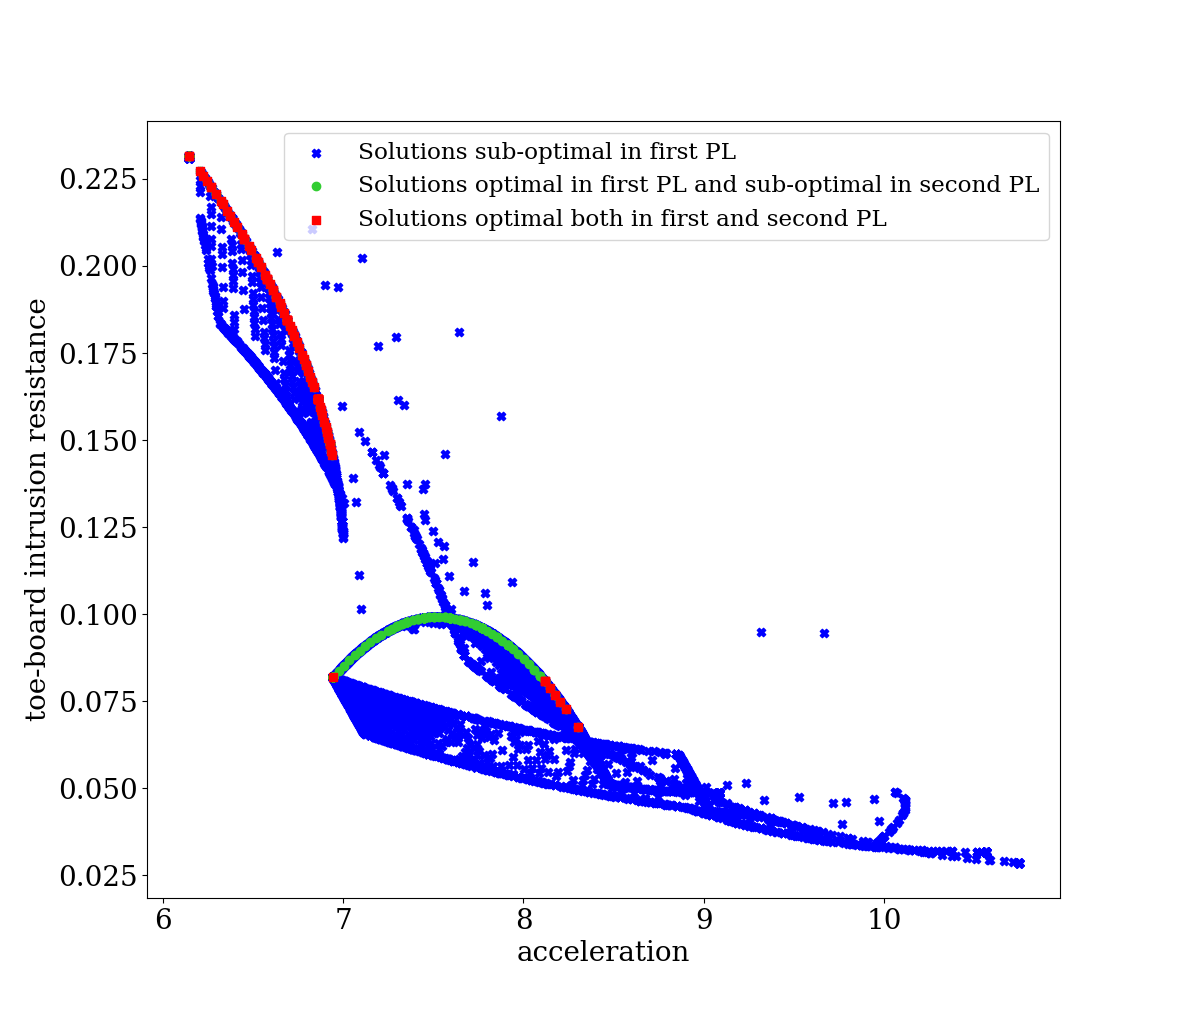 Solutions sub-optimal in first PL
Solutions optimal in first PL and sub-optimal in second PL
Solutions optimal both in first and second PL
0.225
0.200
0.175
0.150
0.125
0.100
0.075
0.050
0.025
toe-board intrusion resistance
6 7 8 9 10
acceleration